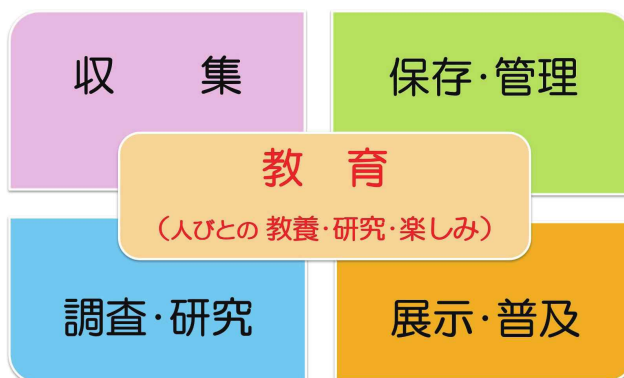 収　集
保存・管理
教　育
（人びとの 教養・研究・楽しみ）
調査・研究
展示・普及